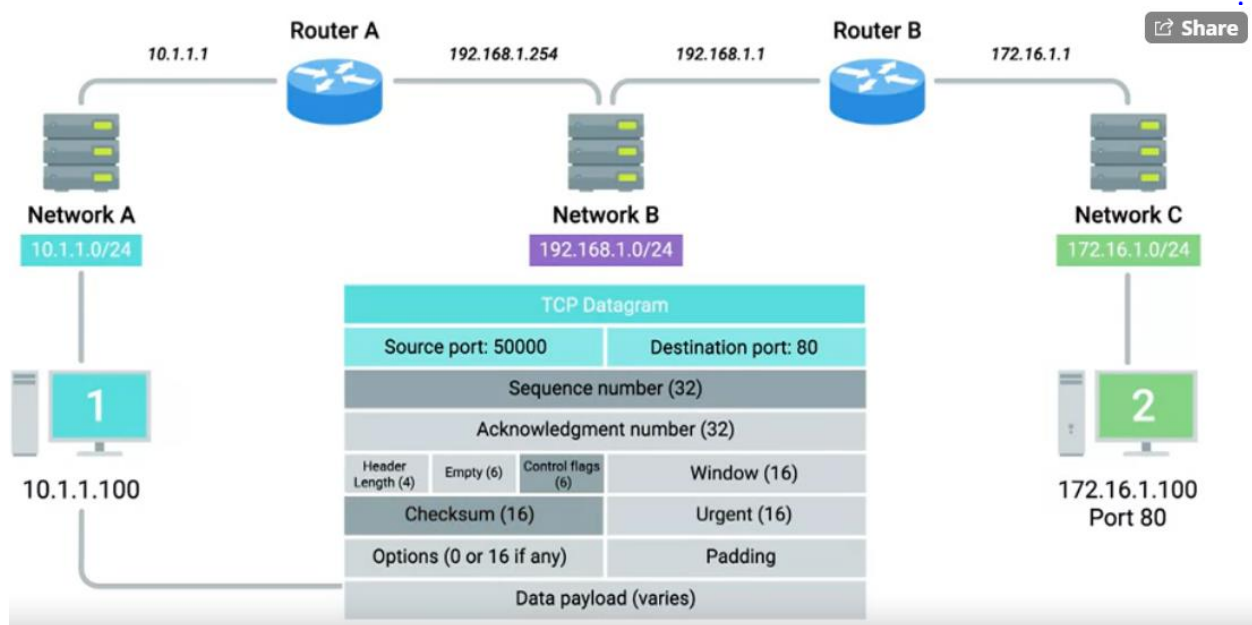 Share
Router A
Router B
10.1.1.1
192.168.1.254
192.168.1.1
172.16.1.1
Network A
Network B
Network C
10.1.1.0/24
192.168.1.0/24
172.16.1.0/24
TCP Datagram
Source port: 50000
Destination port: 80
Sequence number (32)
Acknowledgment number (32)
Header
Length (4)
Empty (6)
Control flags
(6)
Window (16)
Checksum (16)
Urgent (16)
Options (0 or 16 if any)
Padding
Data payload (varies)
1
10.1.1.100
2
172.16.1.100
Port 80